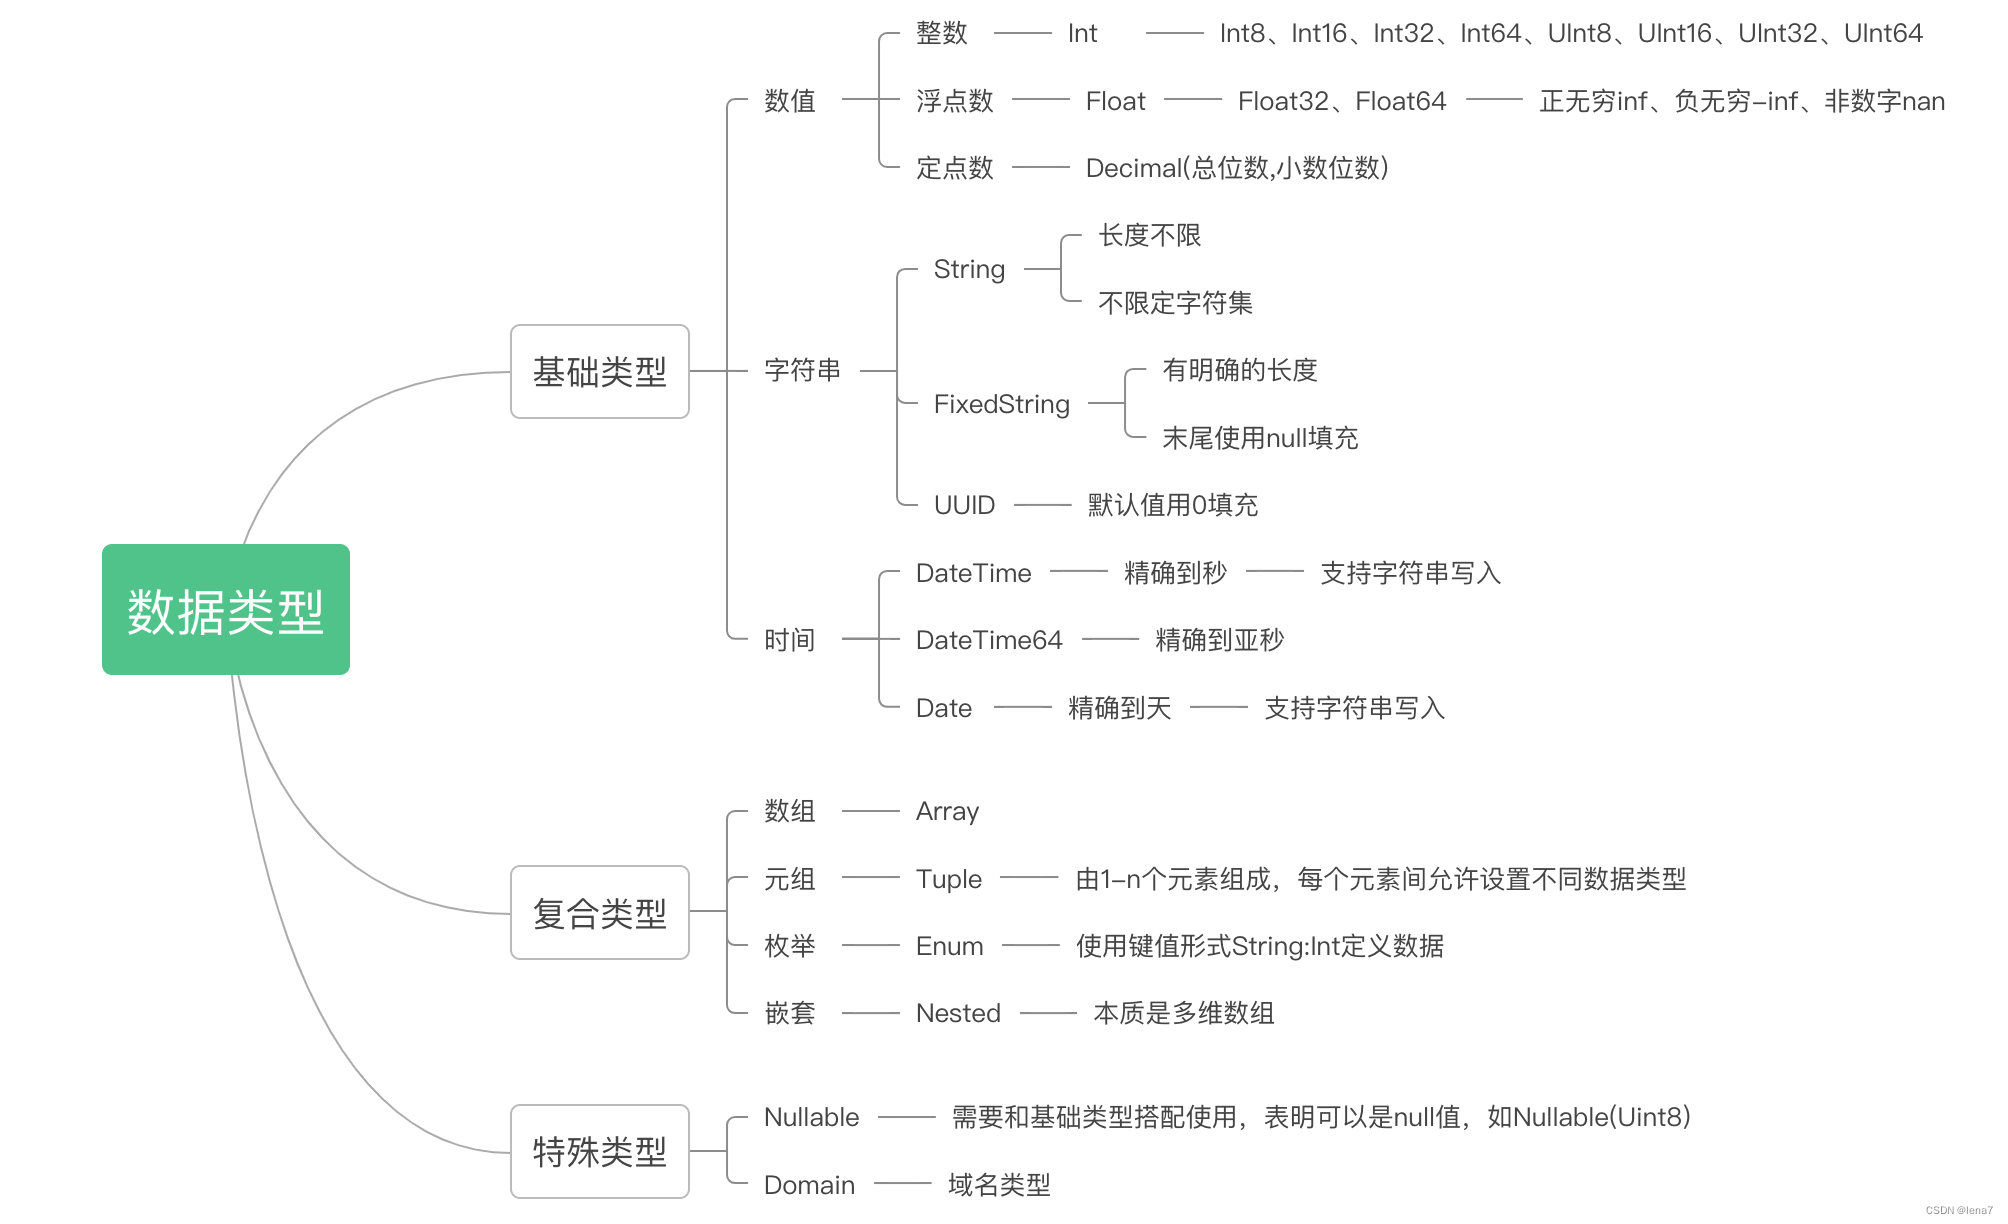 数据类型
基础类型
数值
整数
Int
Int8、Int16、Int32、Int64、UInt8、UInt16、UInt32、UInt64
浮点数
Float
Float32、Float64
正无穷inf、负无穷-inf、非数字nan
定点数
Decimal(总位数,小数位数)
字符串
String
长度不限
不限定字符集
FixedString
有明确的长度
末尾使用null填充
UUID
默认值用0填充
时间
DateTime
精确到秒
支持字符串写入
DateTime64
精确到亚秒
Date
精确到天
支持字符串写入
复合类型
数组
Array
元组
Tuple
由1-n个元素组成，每个元素间允许设置不同数据类型
枚举
Enum
使用键值形式String:Int定义数据
嵌套
Nested
本质是多维数组
特殊类型
Nullable
需要和基础类型搭配使用，表明可以是null值，如Nullable(Uint8)
Domain
域名类型
CSDN @lena7